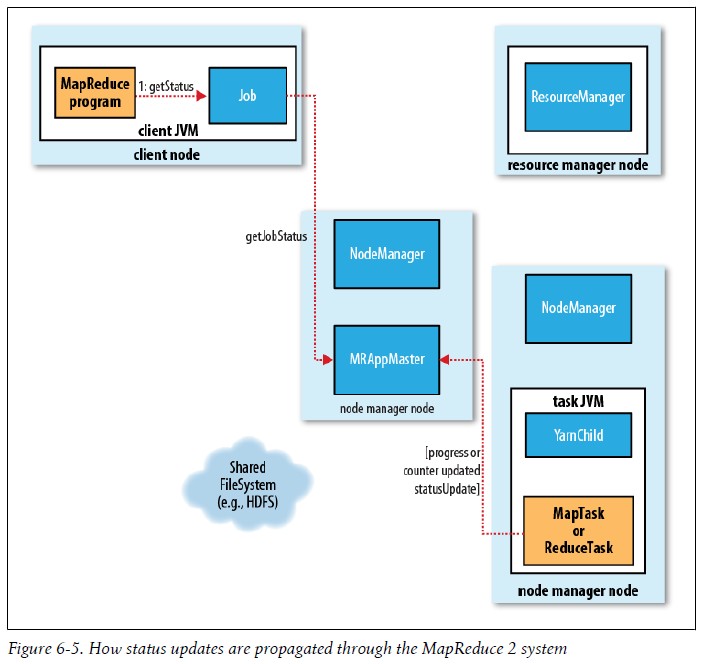 MapReduce
program
1: getStatus
Job
client JVM
client node
ResourceManager
resource manager node
getJobStatus
NodeManager
MRAppMaster
node manager node
NodeManager
task JVM
YarnChild
MapTask
or
ReduceTask
node manager node
[progress or
counter updated
statusUpdate]
Shared
FileSystem
(e.g., HDFS)
Figure 6-5. How status updates are propagated through the MapReduce 2 system